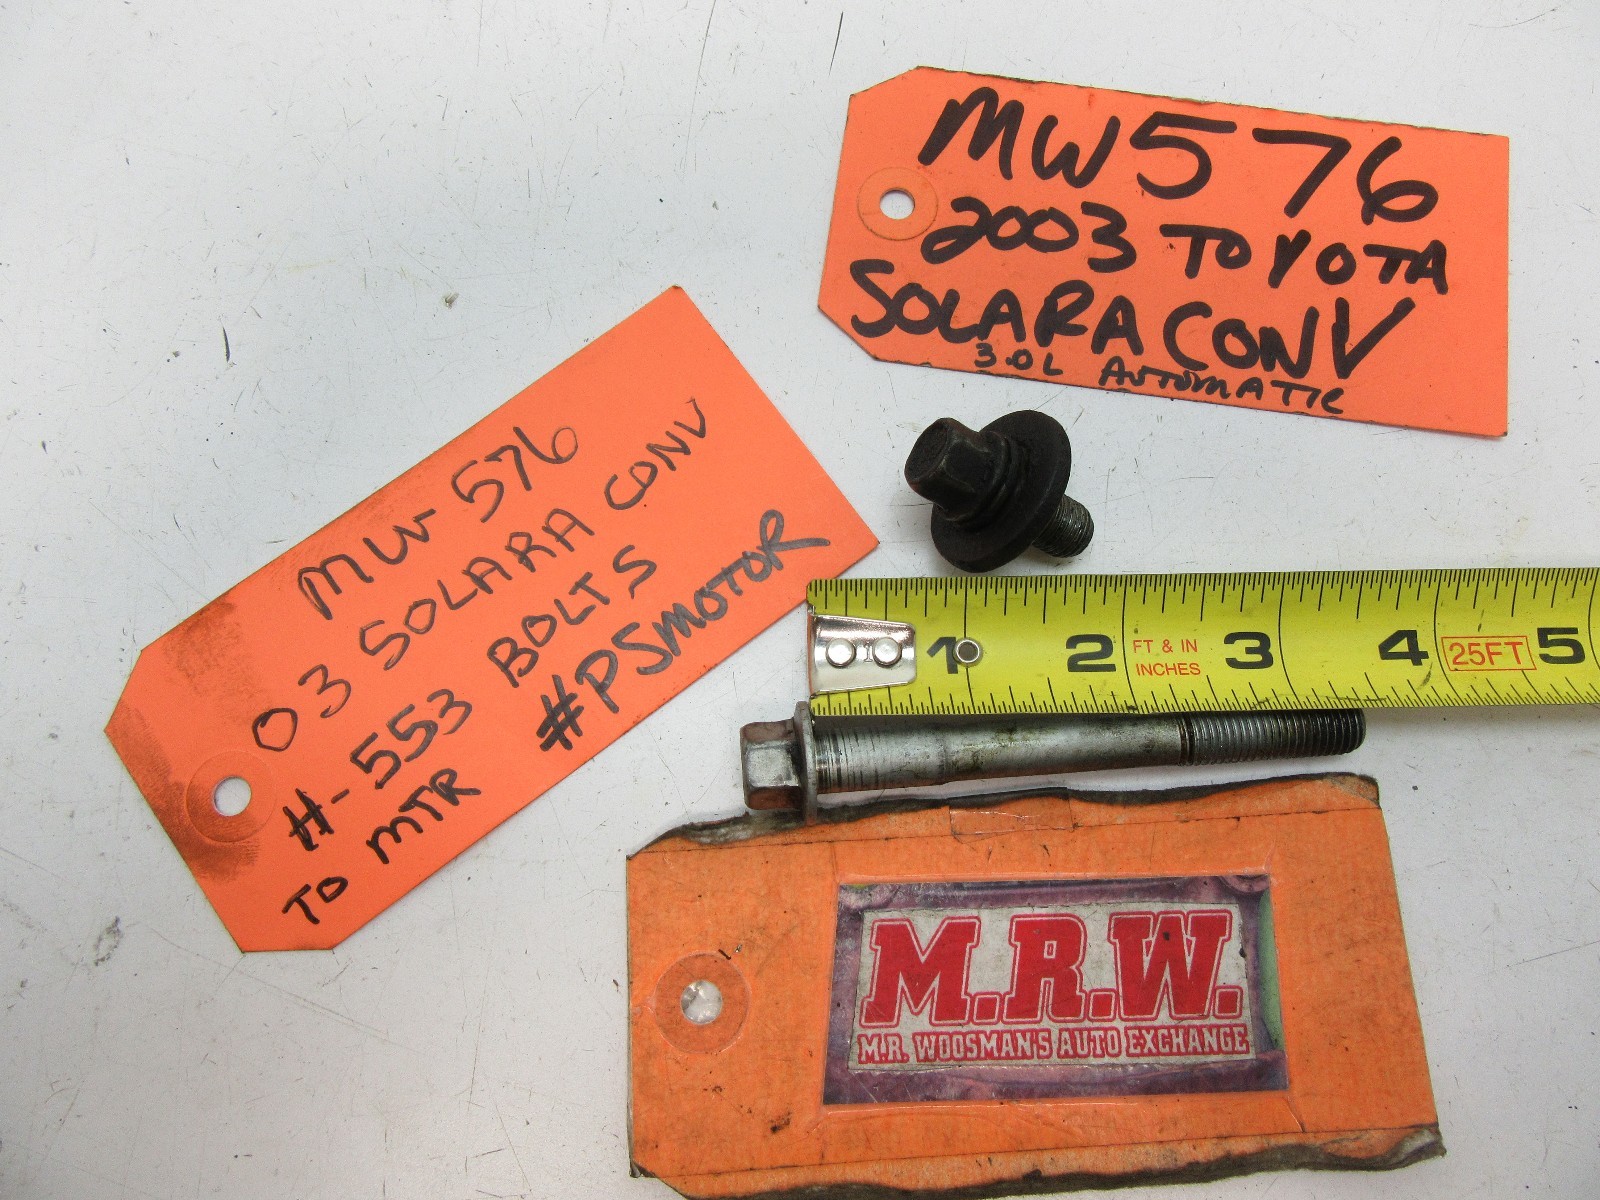 MW576
2003 TOYOTA
SOLARA CONV
3.0L AUTOMATIC
MW 576
03 SOLARA CONV
H-553 BOLTS
TO MTR #PSMOTOR
1 2 FT & IN INCHES 3 4 25FT 5
M.R.W.
M.R. WOOSMAN'S AUTO EXCHANGE